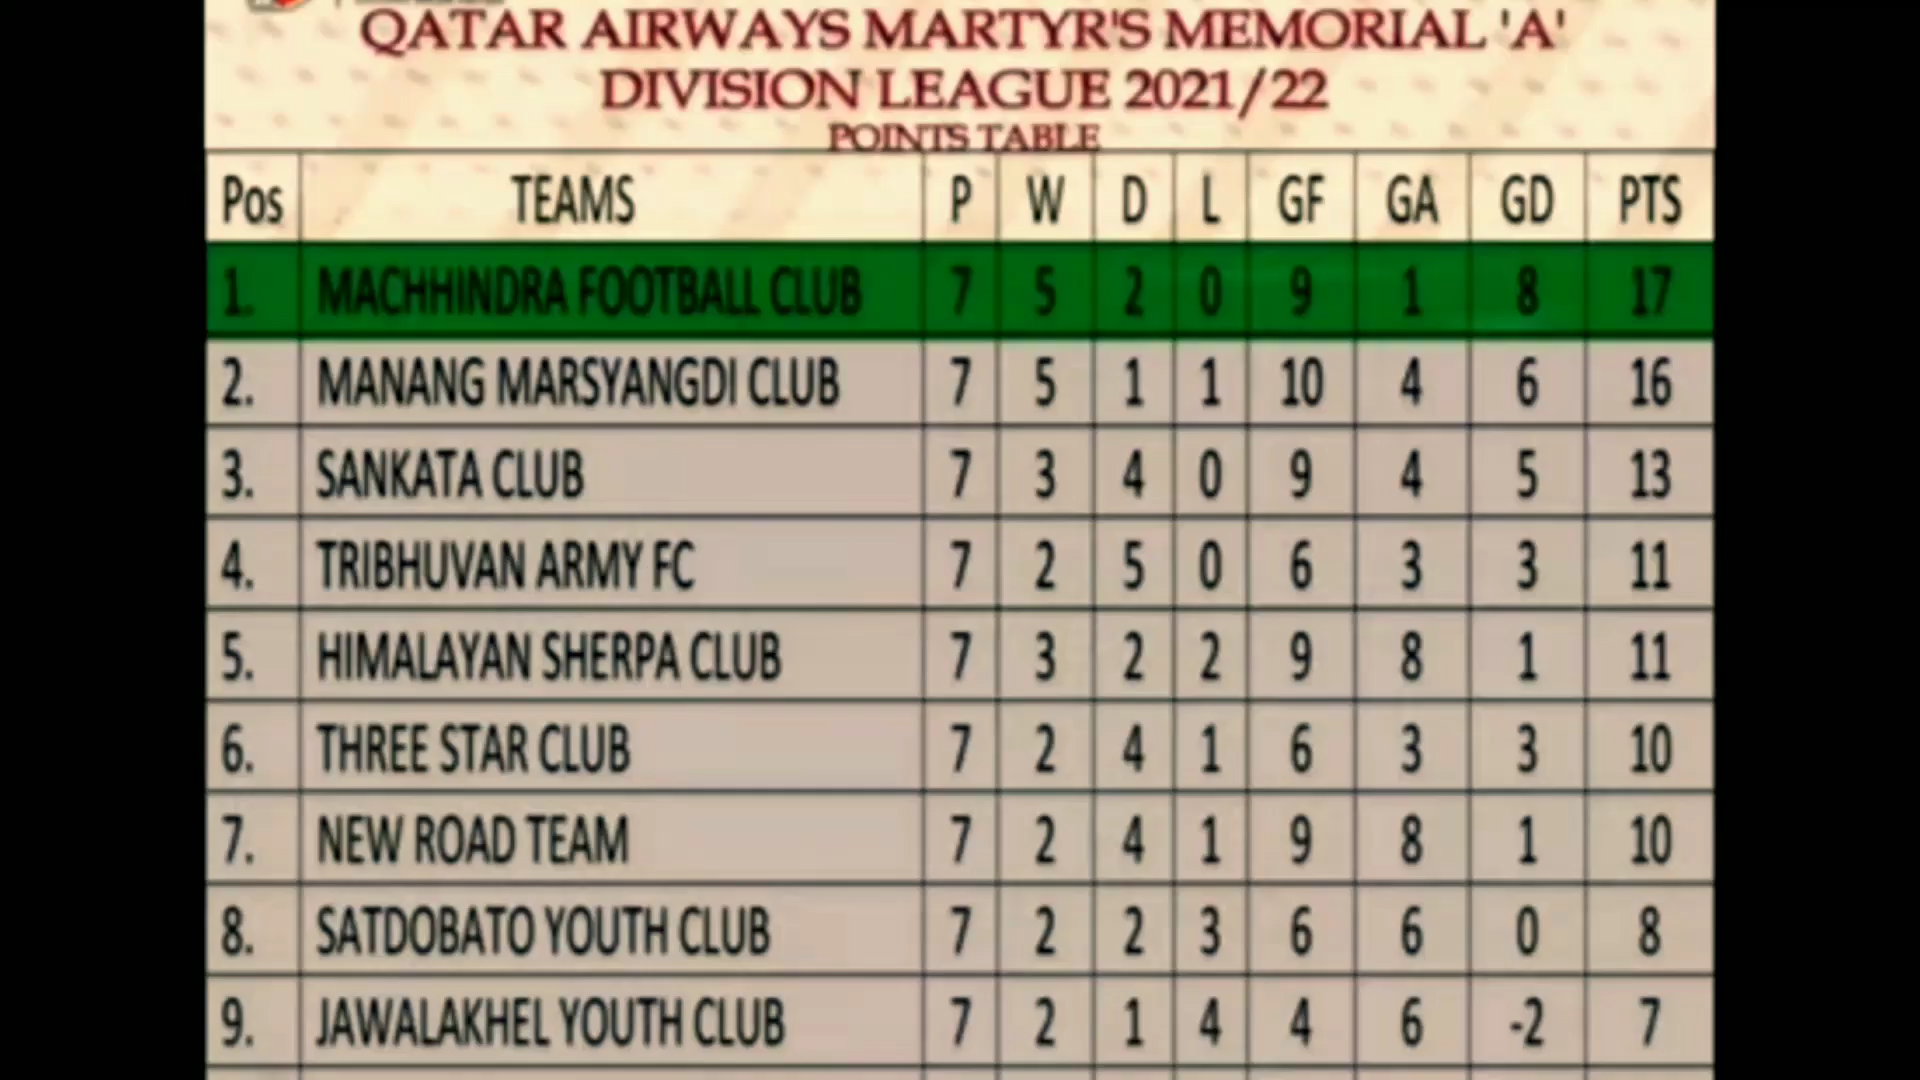 QATAR AIRWAYS MARTYR'S MEMORIAL 'A'
DIVISION LEAGUE 2021/22
POINTS TABLE
Pos TEAMS P W D L GF GA GD PTS
1. MACHHINDRA FOOTBALL CLUB 7 5 2 0 9 1 8 17
2. MANANG MARSYANGDI CLUB 7 5 1 1 10 4 6 16
3. SANKATA CLUB 7 3 4 0 9 4 5 13
4. TRIBHUVAN ARMY FC 7 2 5 0 6 3 3 11
5. HIMALAYAN SHERPA CLUB 7 3 2 2 9 8 1 11
6. THREE STAR CLUB 7 2 4 1 6 3 3 10
7. NEW ROAD TEAM 7 2 4 1 9 8 1 10
8. SATDOBATO YOUTH CLUB 7 2 2 3 6 6 0 8
9. JAWALAKHEL YOUTH CLUB 7 2 1 4 4 6 -2 7